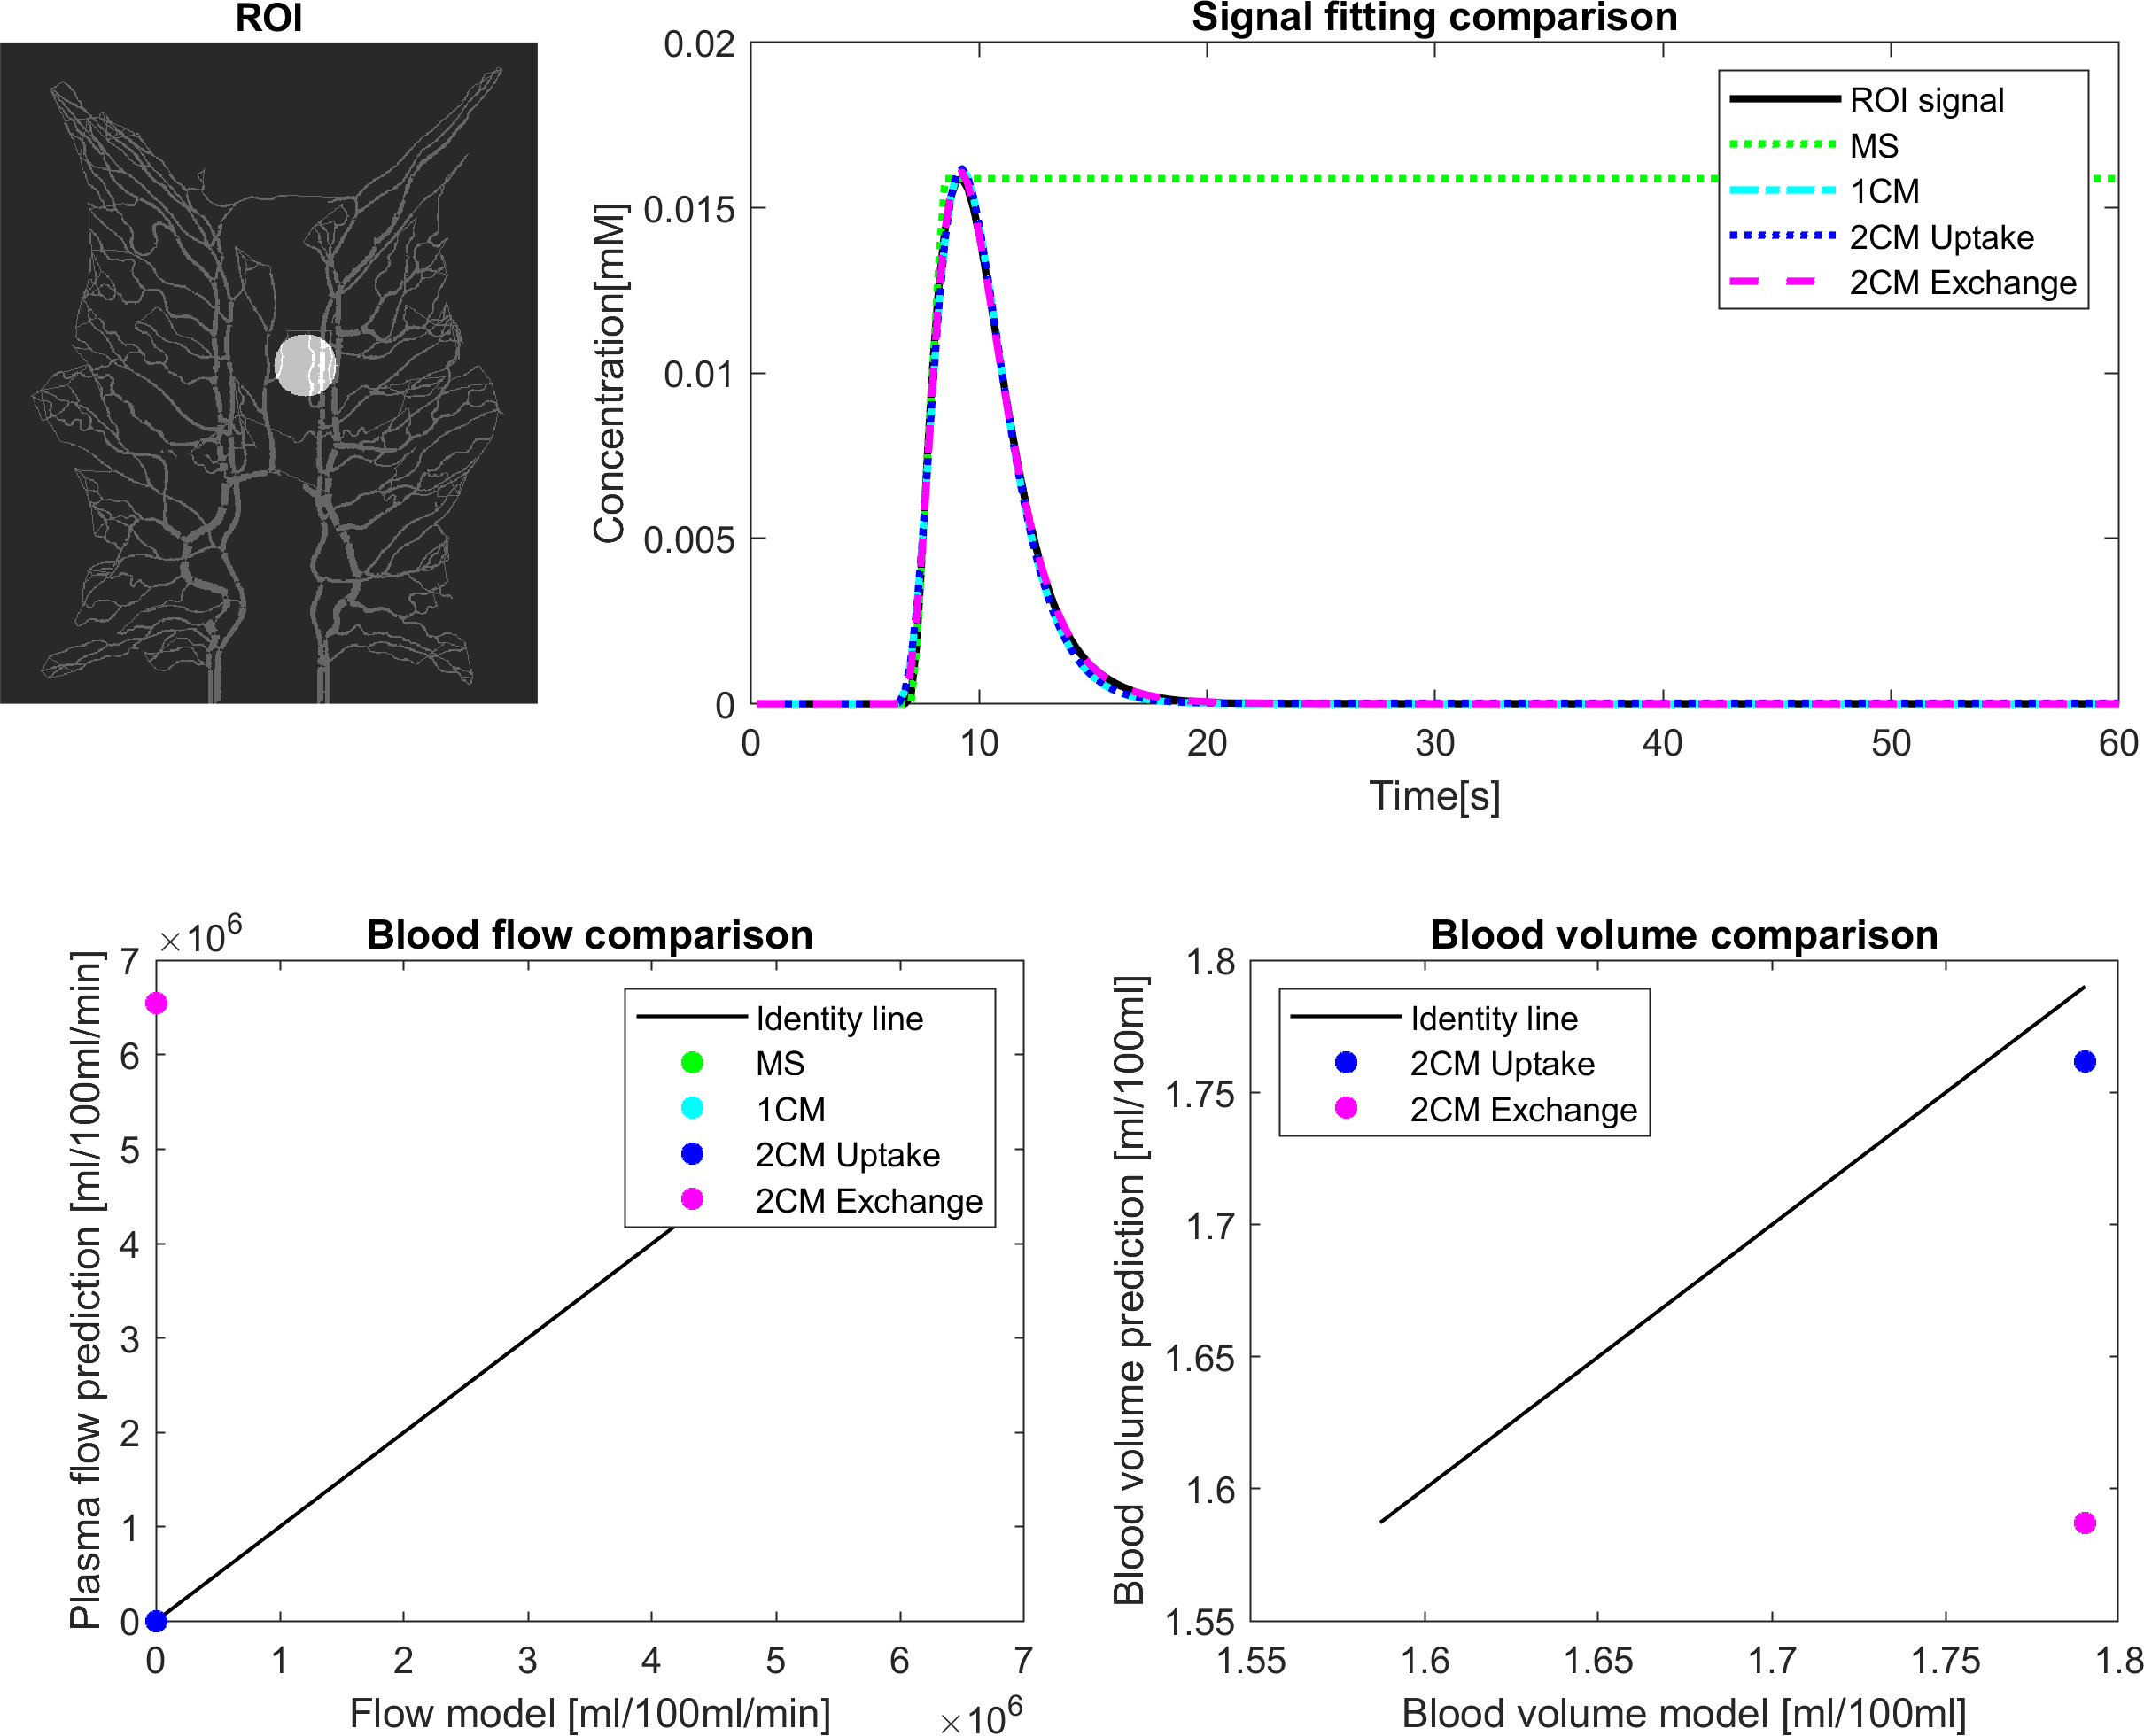 ROI
Signal fitting comparison
0.02
0.015
0.01
0.005
0
Concentration[mM]
ROI signal
MS
1CM
2CM Uptake
2CM Exchange
0 10 20 30 40 50 60
Time[s]
Blood flow comparison
×10^6
7
6
5
4
3
2
1
0
Plasma flow prediction [ml/100ml/min]
Identity line
MS
1CM
2CM Uptake
2CM Exchange
0 1 2 3 4 5 6 7
Flow model [ml/100ml/min]
×10^6
Blood volume comparison
1.8
1.75
1.7
1.65
1.6
1.55
Blood volume prediction [ml/100ml]
Identity line
2CM Uptake
2CM Exchange
1.55 1.6 1.65 1.7 1.75 1.8
Blood volume model [ml/100ml]